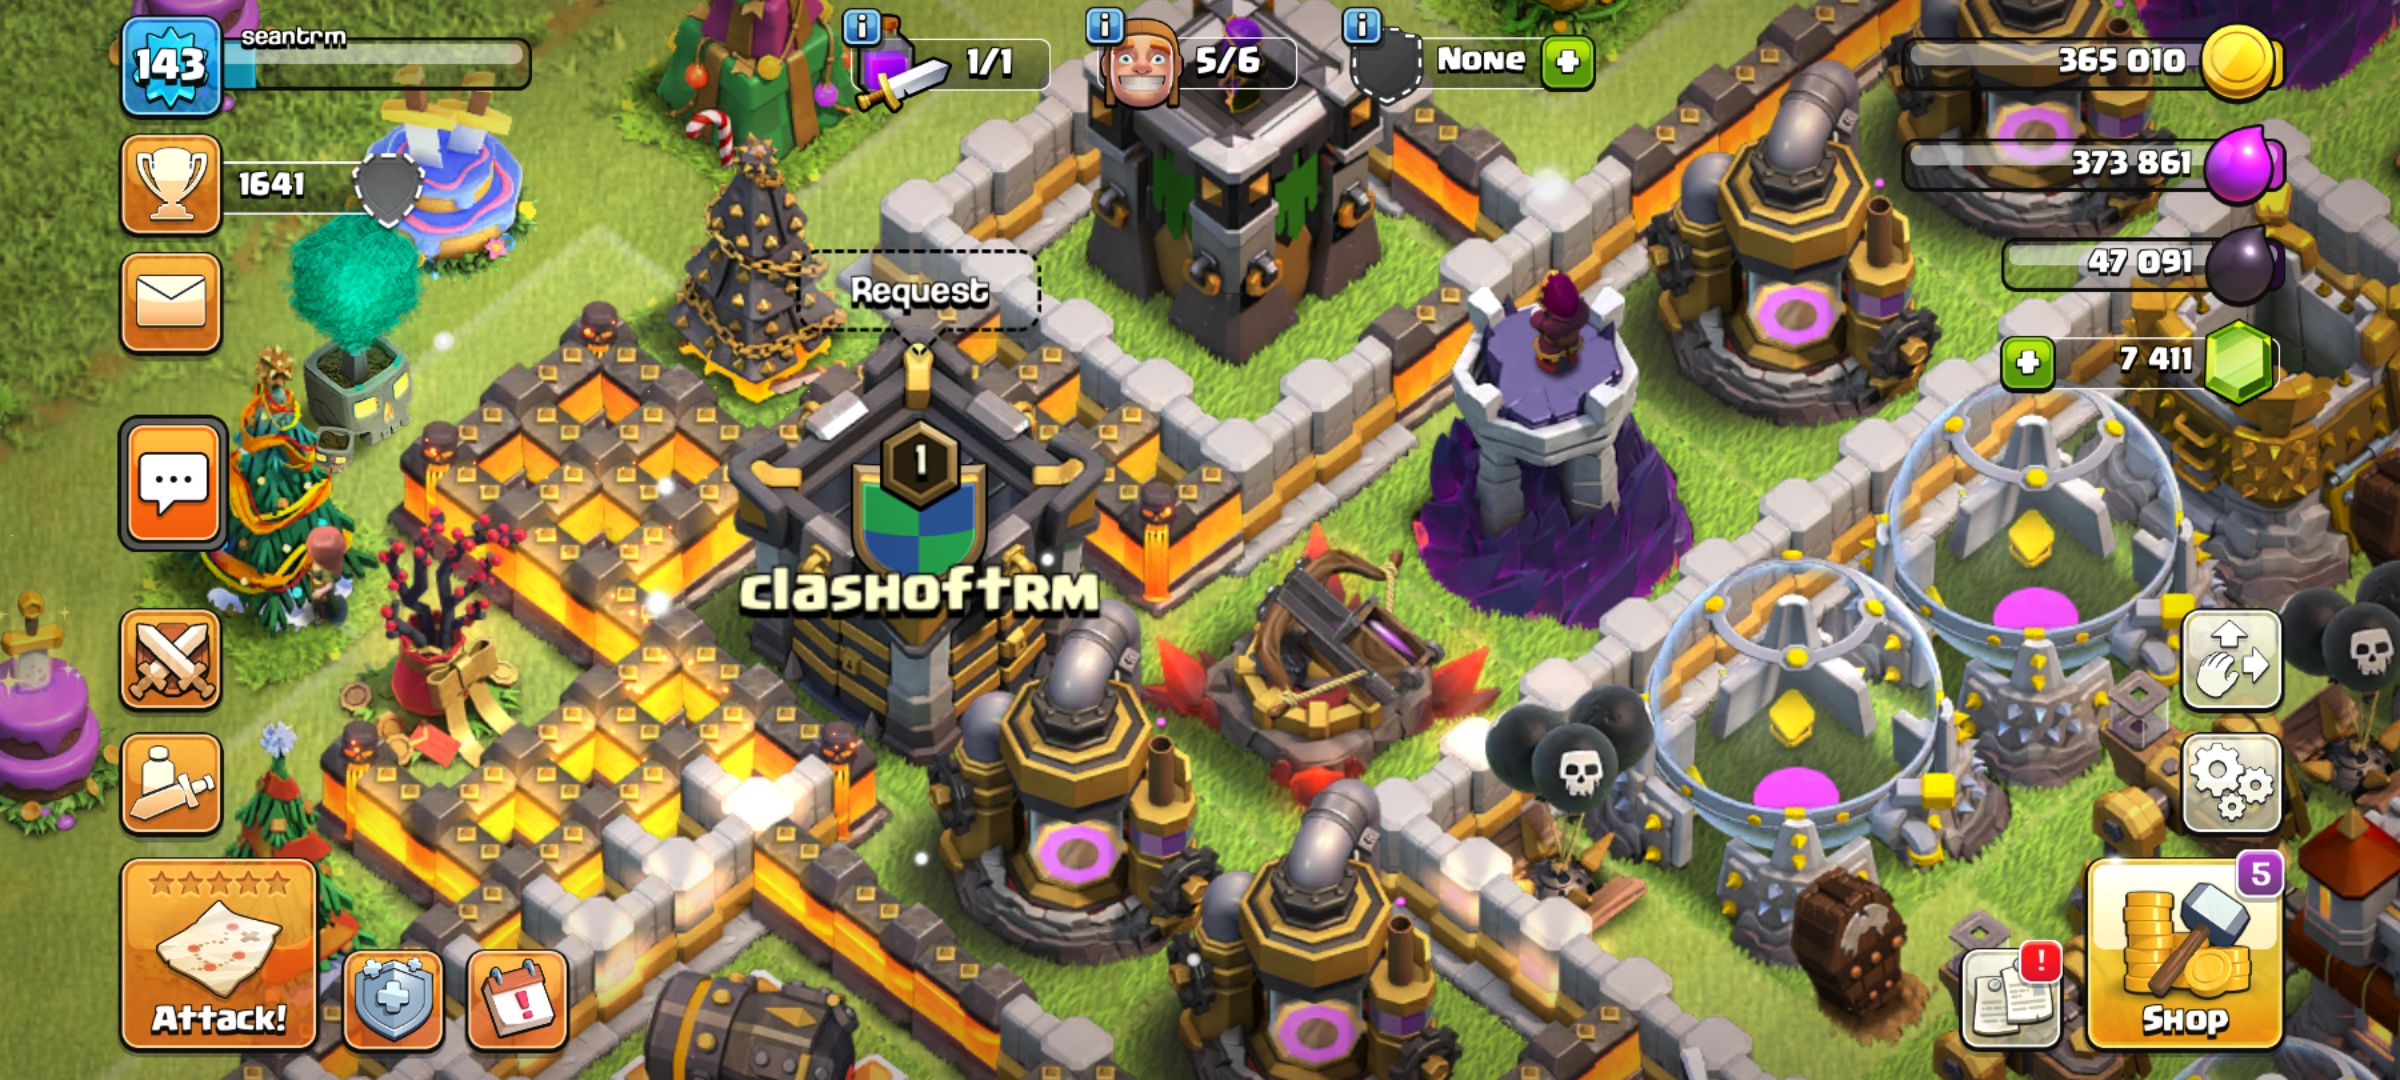 143
seantrm
1/1
5/6
None
365 010
1641
373 861
47 091
Request
7 411
1
clashoftRM
5
!
Attack!
!
Shop